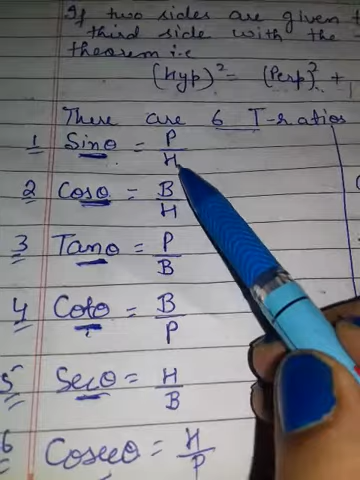 If two sides are given t
third side with the
theorem i.e
(Hyp)² = (Perp)² +
There are 6 T-ratios
1 Sinθ = P/H
2 Cosθ = B/H
3 Tanθ = P/B
4 Cotθ = B/P
5 Secθ = H/B
6 Cosecθ = H/P